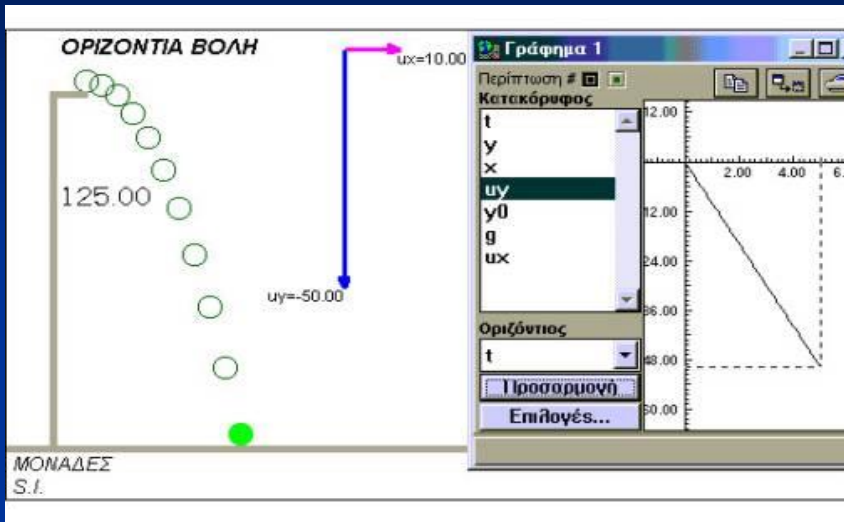 ΟΡΙΖΟΝΤΙΑ ΒΟΛΗ
ux=10.00
125.00
uy=-50.00
ΜΟΝΑΔΕΣ
S.I.
Γράφημα 1
Περίπτωση #
Κατακόρυφος
t
y
x
uy
y0
g
ux
Οριζόντιος
t
Προσαρμογή
Επιλογές...
12.00
2.00 4.00 6.
12.00
24.00
36.00
48.00
60.00